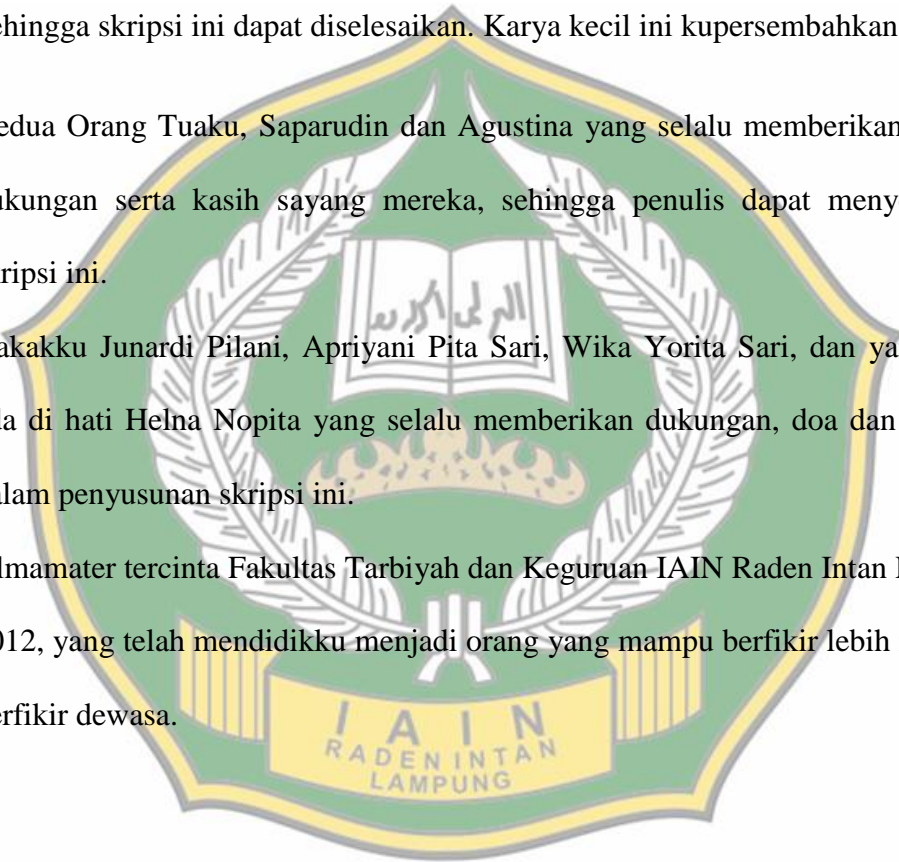 ehingga skripsi ini dapat diselesaikan. Karya kecil ini kupersembahkan
edua Orang Tuaku, Saparudin dan Agustina yang selalu memberikan
ukungan serta kasih sayang mereka, sehingga penulis dapat meny
ripsi ini.
akakku Junardi Pilani, Apriyani Pita Sari, Wika Yorita Sari, dan ya
da di hati Helna Nopita yang selalu memberikan dukungan, doa dan
alam penyusunan skripsi ini.
lmamater tercinta Fakultas Tarbiyah dan Keguruan IAIN Raden Intan
012, yang telah mendidikku menjadi orang yang mampu berfikir lebih
erfikir dewasa.
IAIN
RADEN INTAN
LAMPUNG